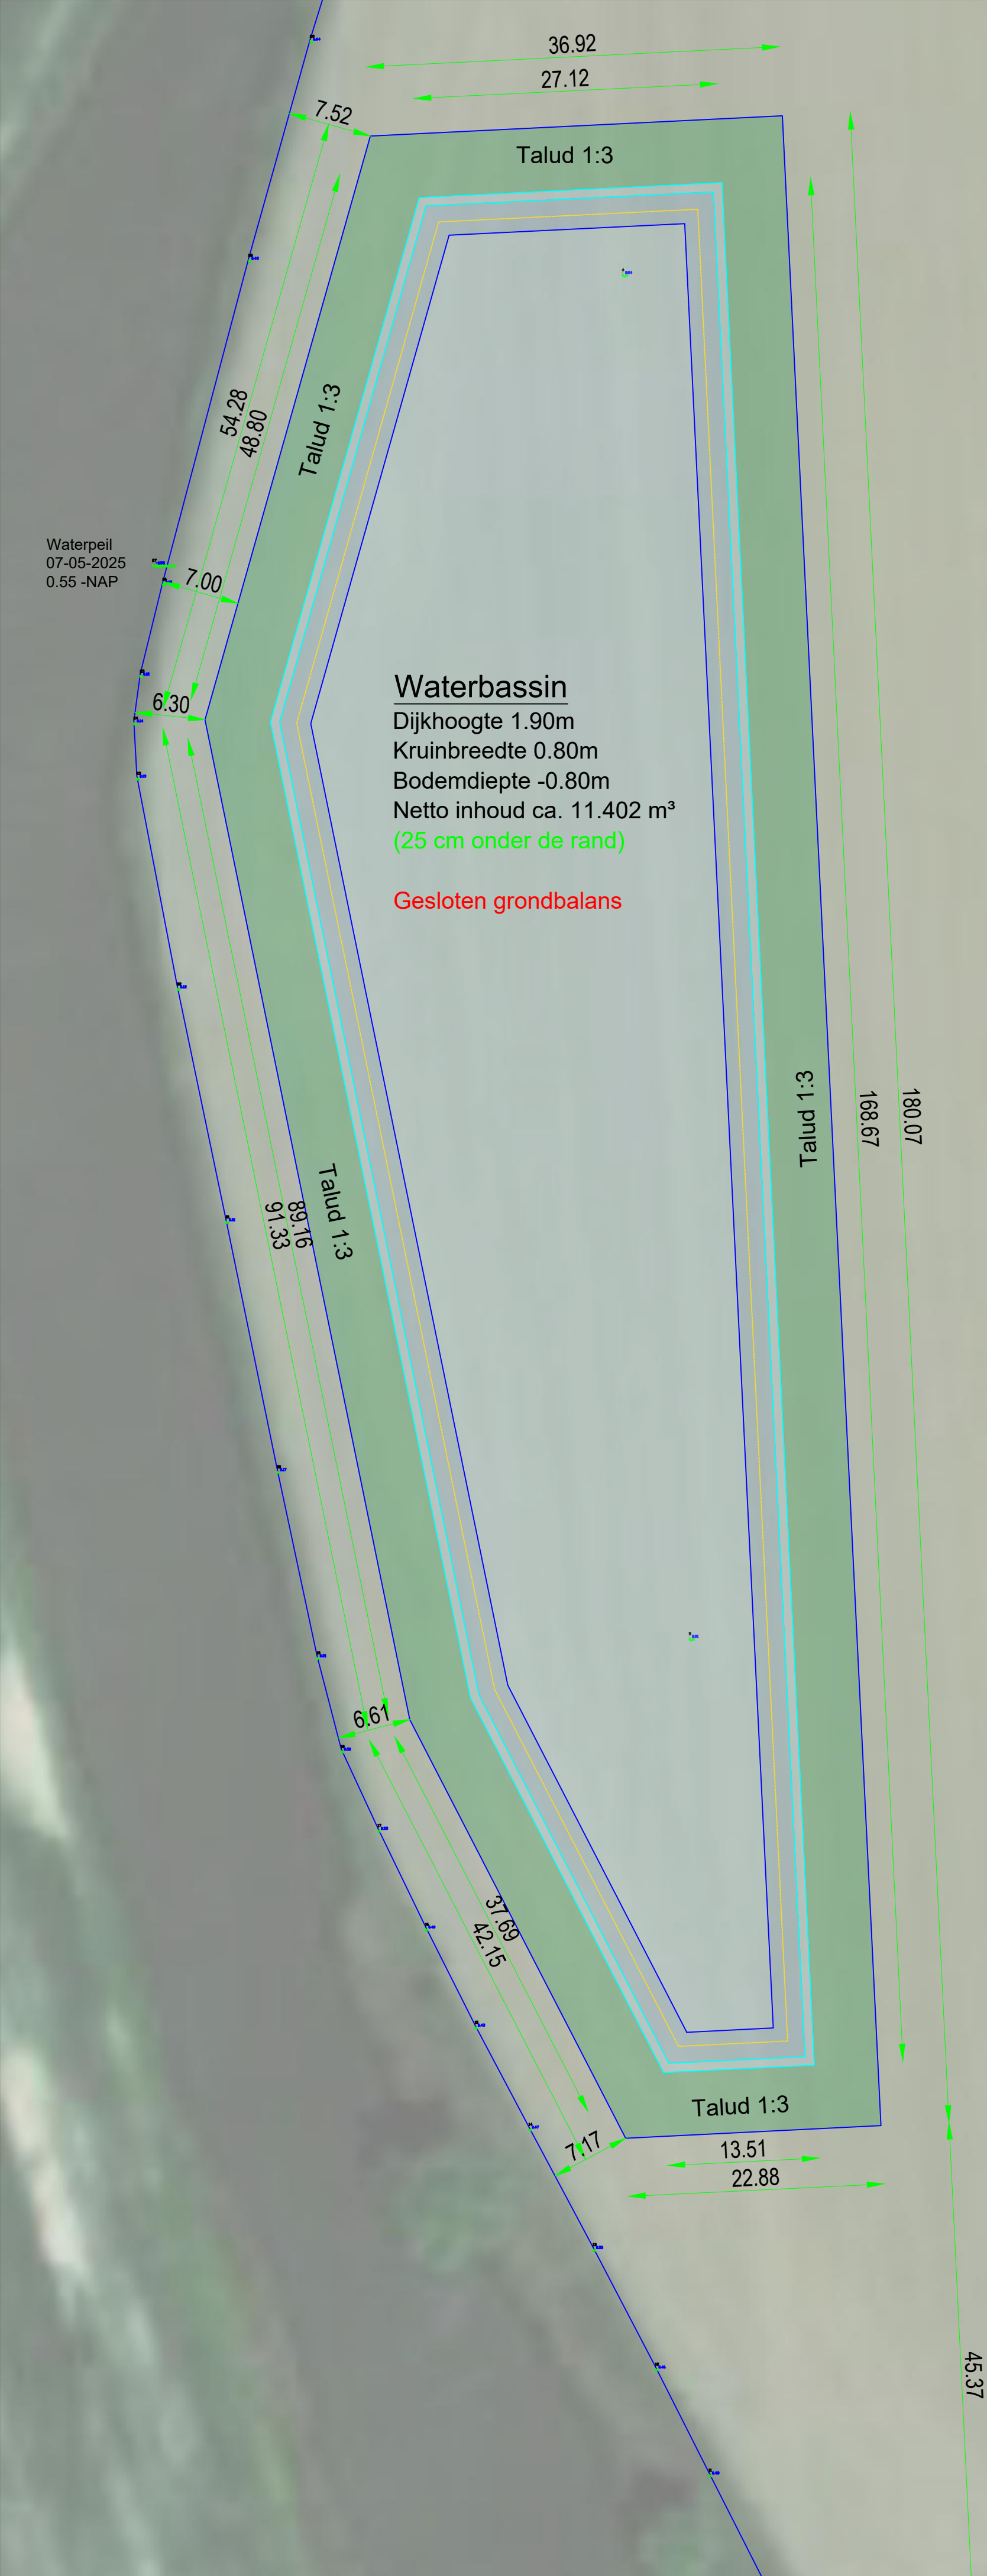 36.92
27.12
7.52
Talud 1:3
54.28
48.80
Talud 1:3
Waterpeil
07-05-2025
0.55 -NAP
7.00
6.30
Waterbassin
Dijkhoogte 1.90m
Kruinbreedte 0.80m
Bodemdiepte -0.80m
Netto inhoud ca. 11.402 m³
(25 cm onder de rand)
Gesloten grondbalans
Talud 1:3
168.67
180.07
Talud 1:3
89.16
91.33
6.61
37.69
42.15
Talud 1:3
7.17
13.51
22.88
45.37